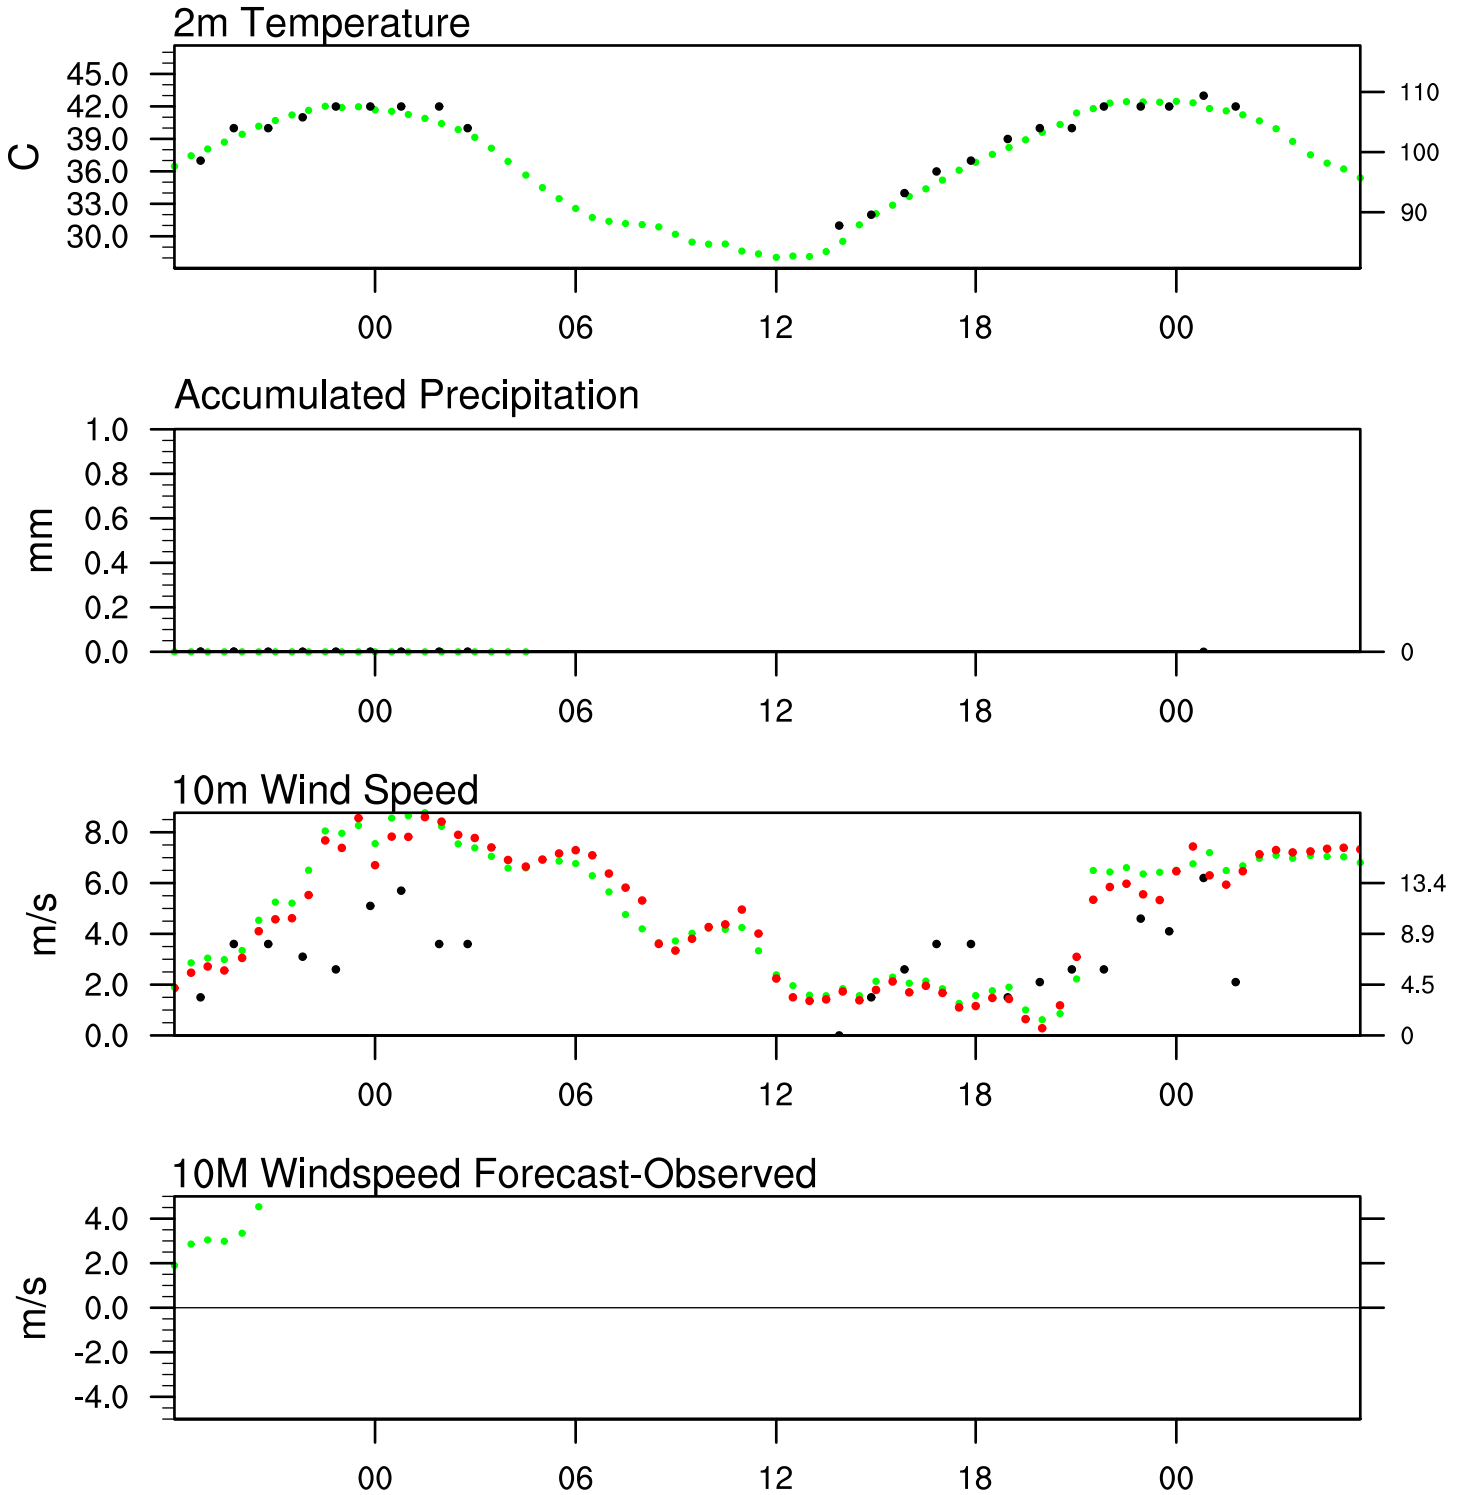 2m Temperature
45.0
42.0
39.0
36.0
33.0
30.0
C
110
100
90
00 06 12 18 00
Accumulated Precipitation
1.0
0.8
0.6
0.4
0.2
0.0
mm
0
00 06 12 18 00
10m Wind Speed
8.0
6.0
4.0
2.0
0.0
m/s
13.4
8.9
4.5
0
00 06 12 18 00
10M Windspeed Forecast-Observed
4.0
2.0
0.0
-2.0
-4.0
m/s
00 06 12 18 00